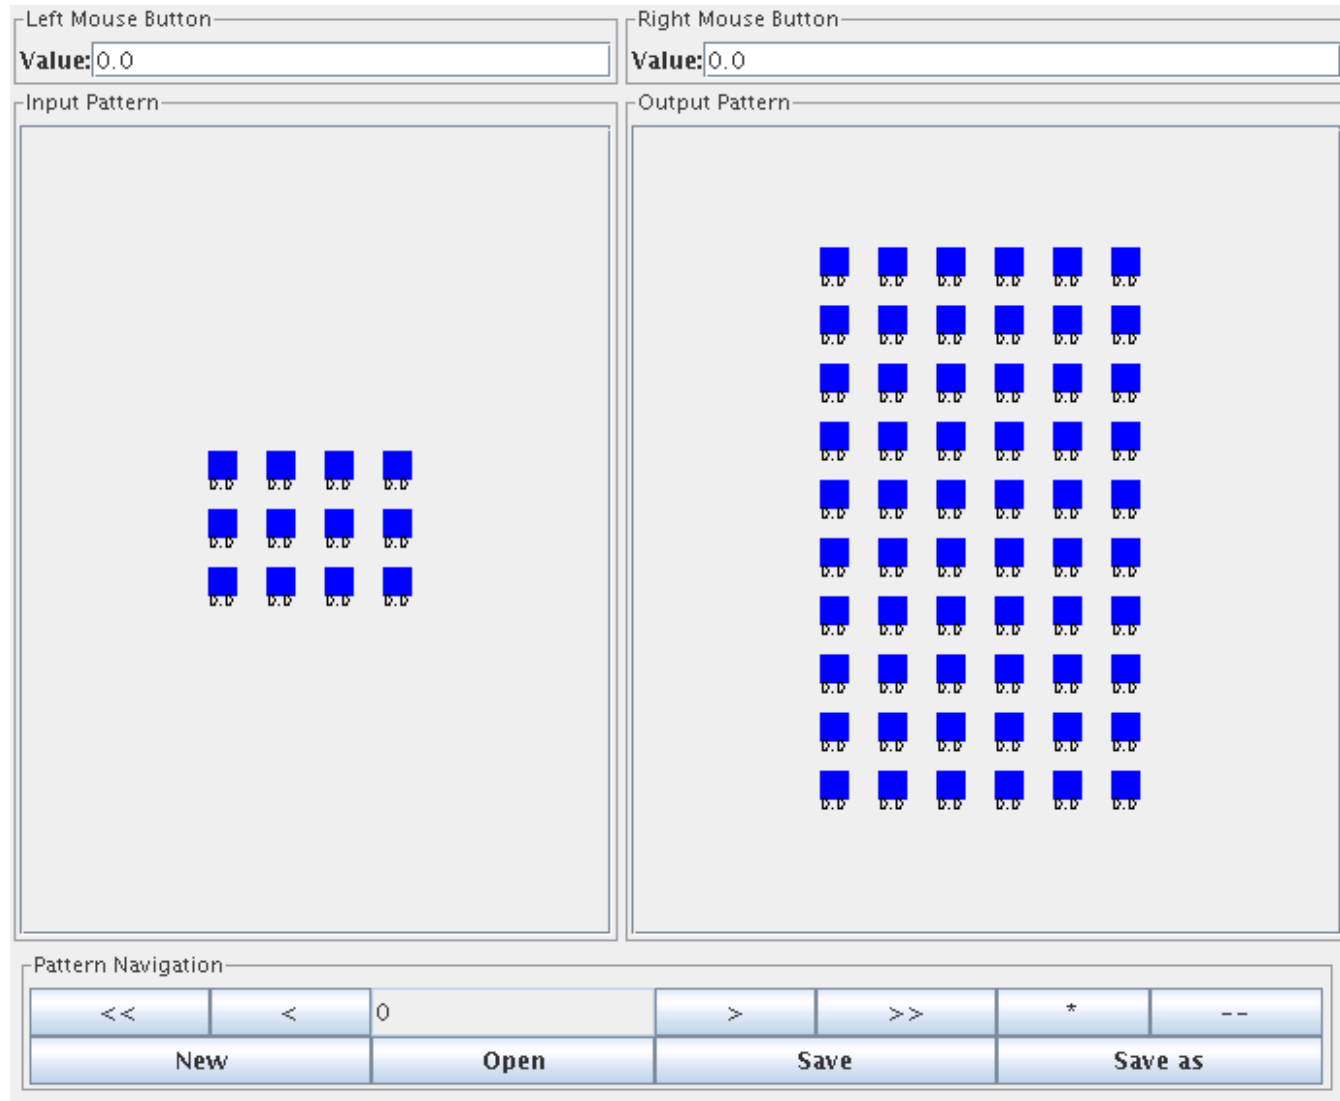 Left Mouse Button
Value: 0.0
Right Mouse Button
Value: 0.0
Input Pattern
D.D D.D D.D D.D
D.D D.D D.D D.D
D.D D.D D.D D.D
Output Pattern
D.D D.D D.D D.D D.D D.D
D.D D.D D.D D.D D.D D.D
D.D D.D D.D D.D D.D D.D
D.D D.D D.D D.D D.D D.D
D.D D.D D.D D.D D.D D.D
D.D D.D D.D D.D D.D D.D
D.D D.D D.D D.D D.D D.D
D.D D.D D.D D.D D.D D.D
D.D D.D D.D D.D D.D D.D
D.D D.D D.D D.D D.D D.D
Pattern Navigation
<< < 0 > >> * --
New Open Save Save as